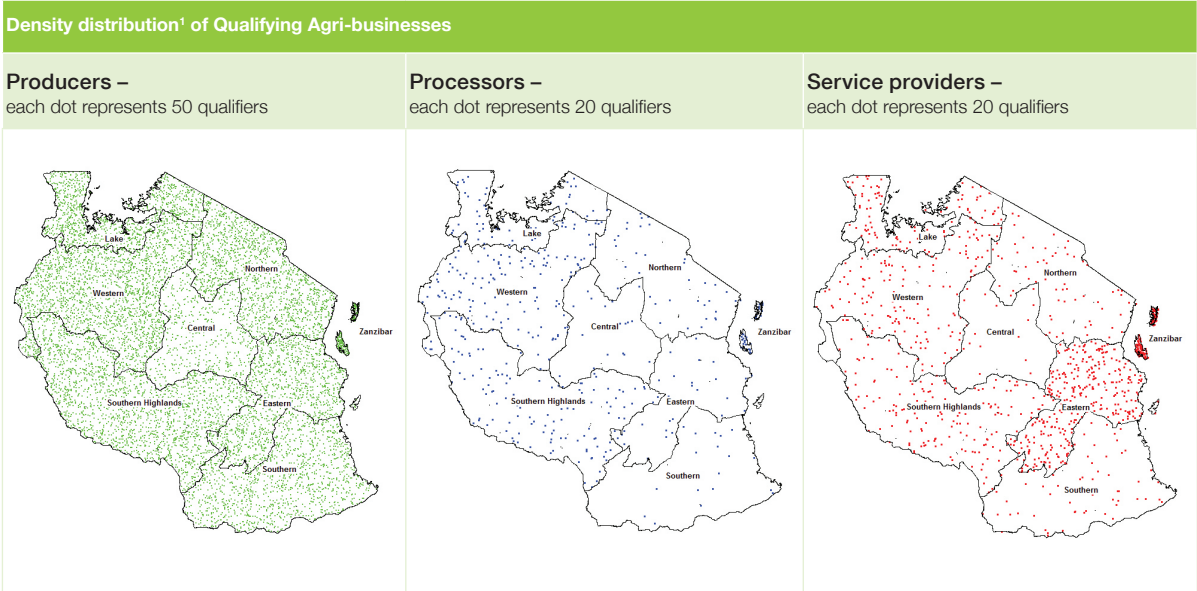 Density distribution¹ of Qualifying Agri-businesses
Producers –
each dot represents 50 qualifiers
Processors –
each dot represents 20 qualifiers
Service providers –
each dot represents 20 qualifiers
Lake
Northern
Western
Central
Zanzibar
Southern Highlands
Eastern
Southern
Lake
Northern
Western
Central
Zanzibar
Southern Highlands
Eastern
Southern
Lake
Northern
Western
Central
Zanzibar
Southern Highlands
Eastern
Southern